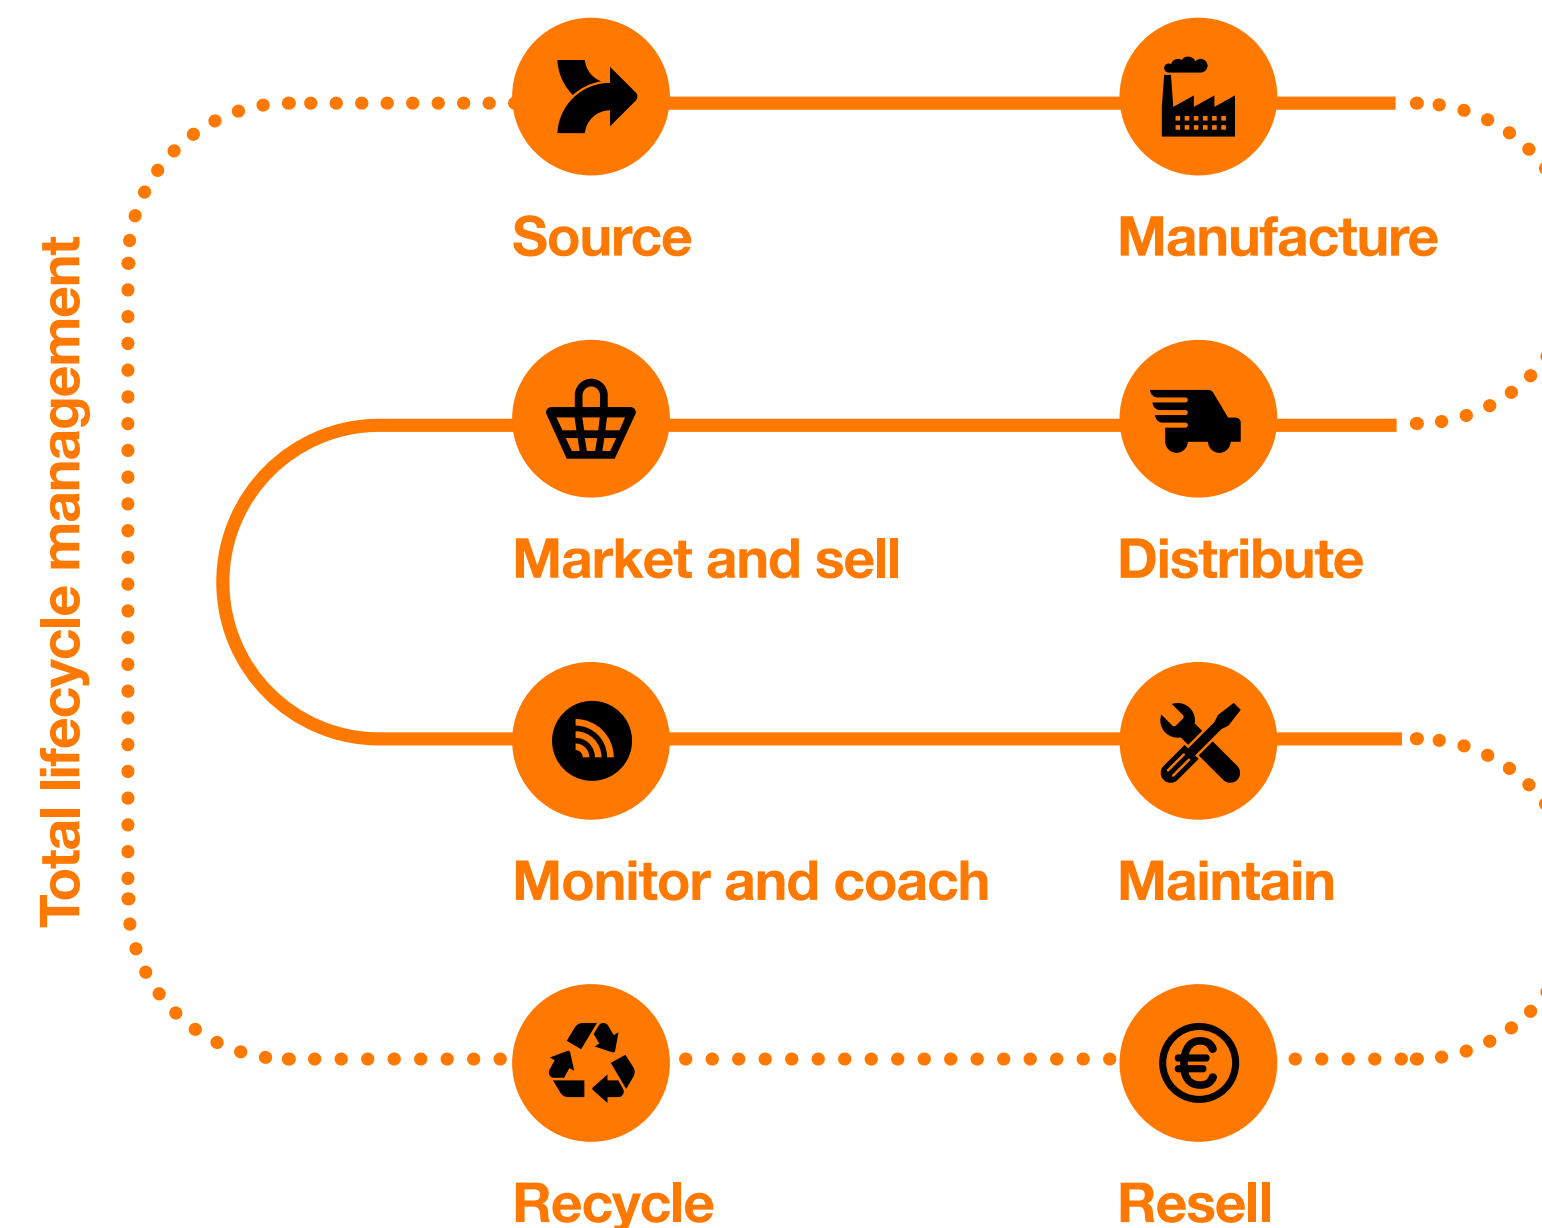 Total lifecycle management
Source
Manufacture
Market and sell
Distribute
Monitor and coach
Maintain
Recycle
Resell